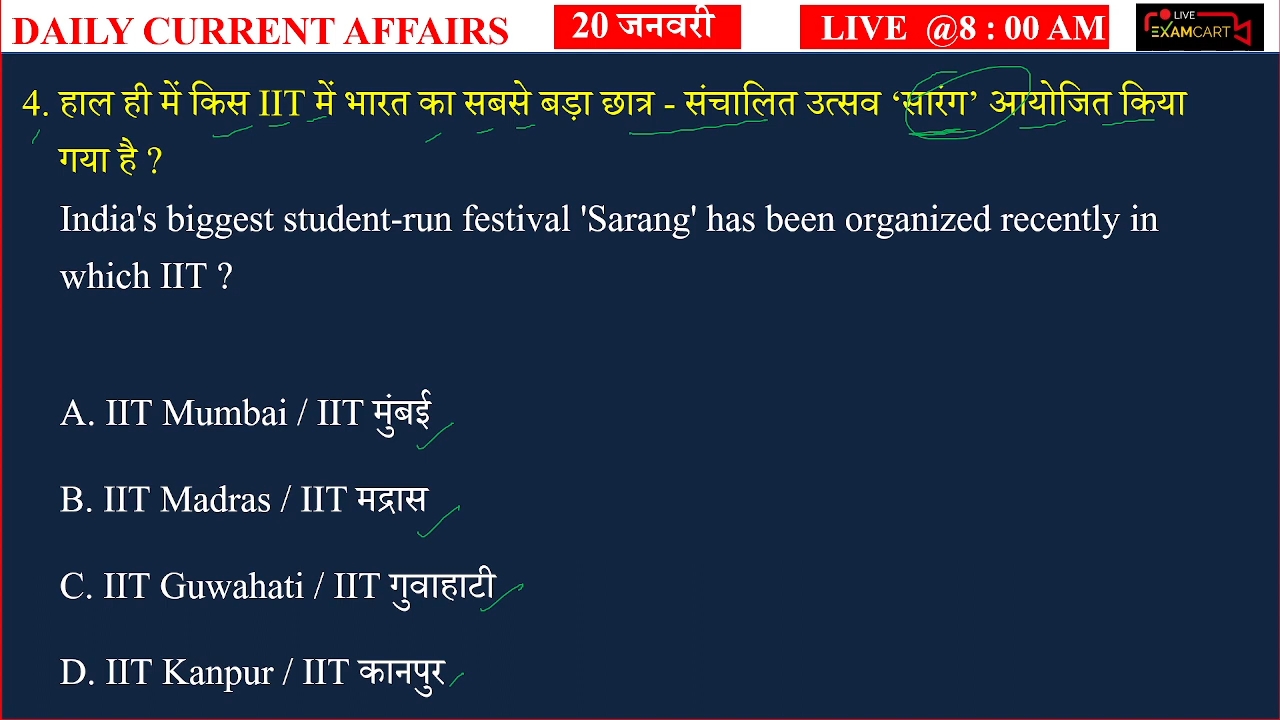 DAILY CURRENT AFFAIRS
20 जनवरी
LIVE @8 : 00 AM
LIVE
EXAMCART
4. हाल ही में किस IIT में भारत का सबसे बड़ा छात्र - संचालित उत्सव ‘सारंग’ आयोजित किया
गया है ?
India's biggest student-run festival 'Sarang' has been organized recently in
which IIT ?
A. IIT Mumbai / IIT मुंबई
B. IIT Madras / IIT मद्रास
C. IIT Guwahati / IIT गुवाहाटी
D. IIT Kanpur / IIT कानपुर